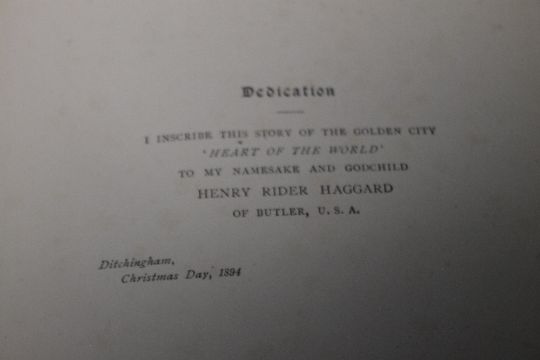 Dedication
I INSCRIBE THIS STORY OF THE GOLDEN CITY
'HEART OF THE WORLD'
TO MY NAMESAKE AND GODCHILD
HENRY RIDER HAGGARD
OF BUTLER, U. S. A.
Ditchingham,
Christmas Day, 1894